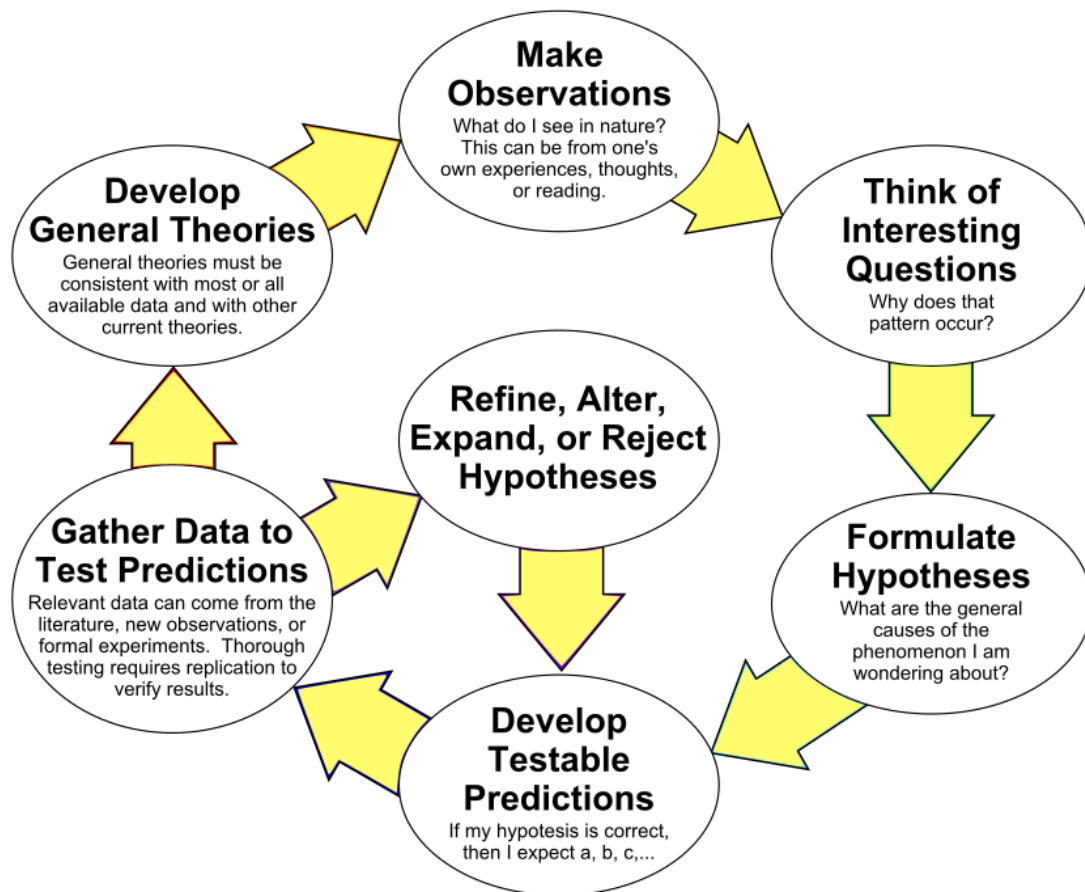 Make
Observations
What do I see in nature?
This can be from one's
own experiences, thoughts,
or reading.
Think of
Interesting
Questions
Why does that
pattern occur?
Formulate
Hypotheses
What are the general
causes of the
phenomenon I am
wondering about?
Develop
Testable
Predictions
If my hypotesis is correct,
then I expect a, b, c,...
Gather Data to
Test Predictions
Relevant data can come from the
literature, new observations, or
formal experiments.  Thorough
testing requires replication to
verify results.
Refine, Alter,
Expand, or Reject
Hypotheses
Develop
General Theories
General theories must be
consistent with most or all
available data and with other
current theories.